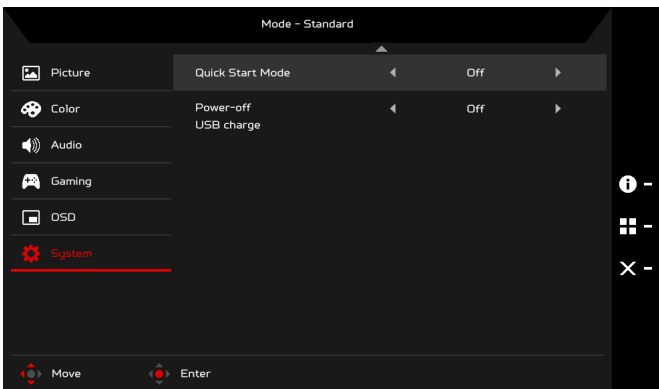 Mode - Standard
Picture
Quick Start Mode Off
Color
Power-off Off
USB charge
Audio
Gaming
OSD
System
Move Enter